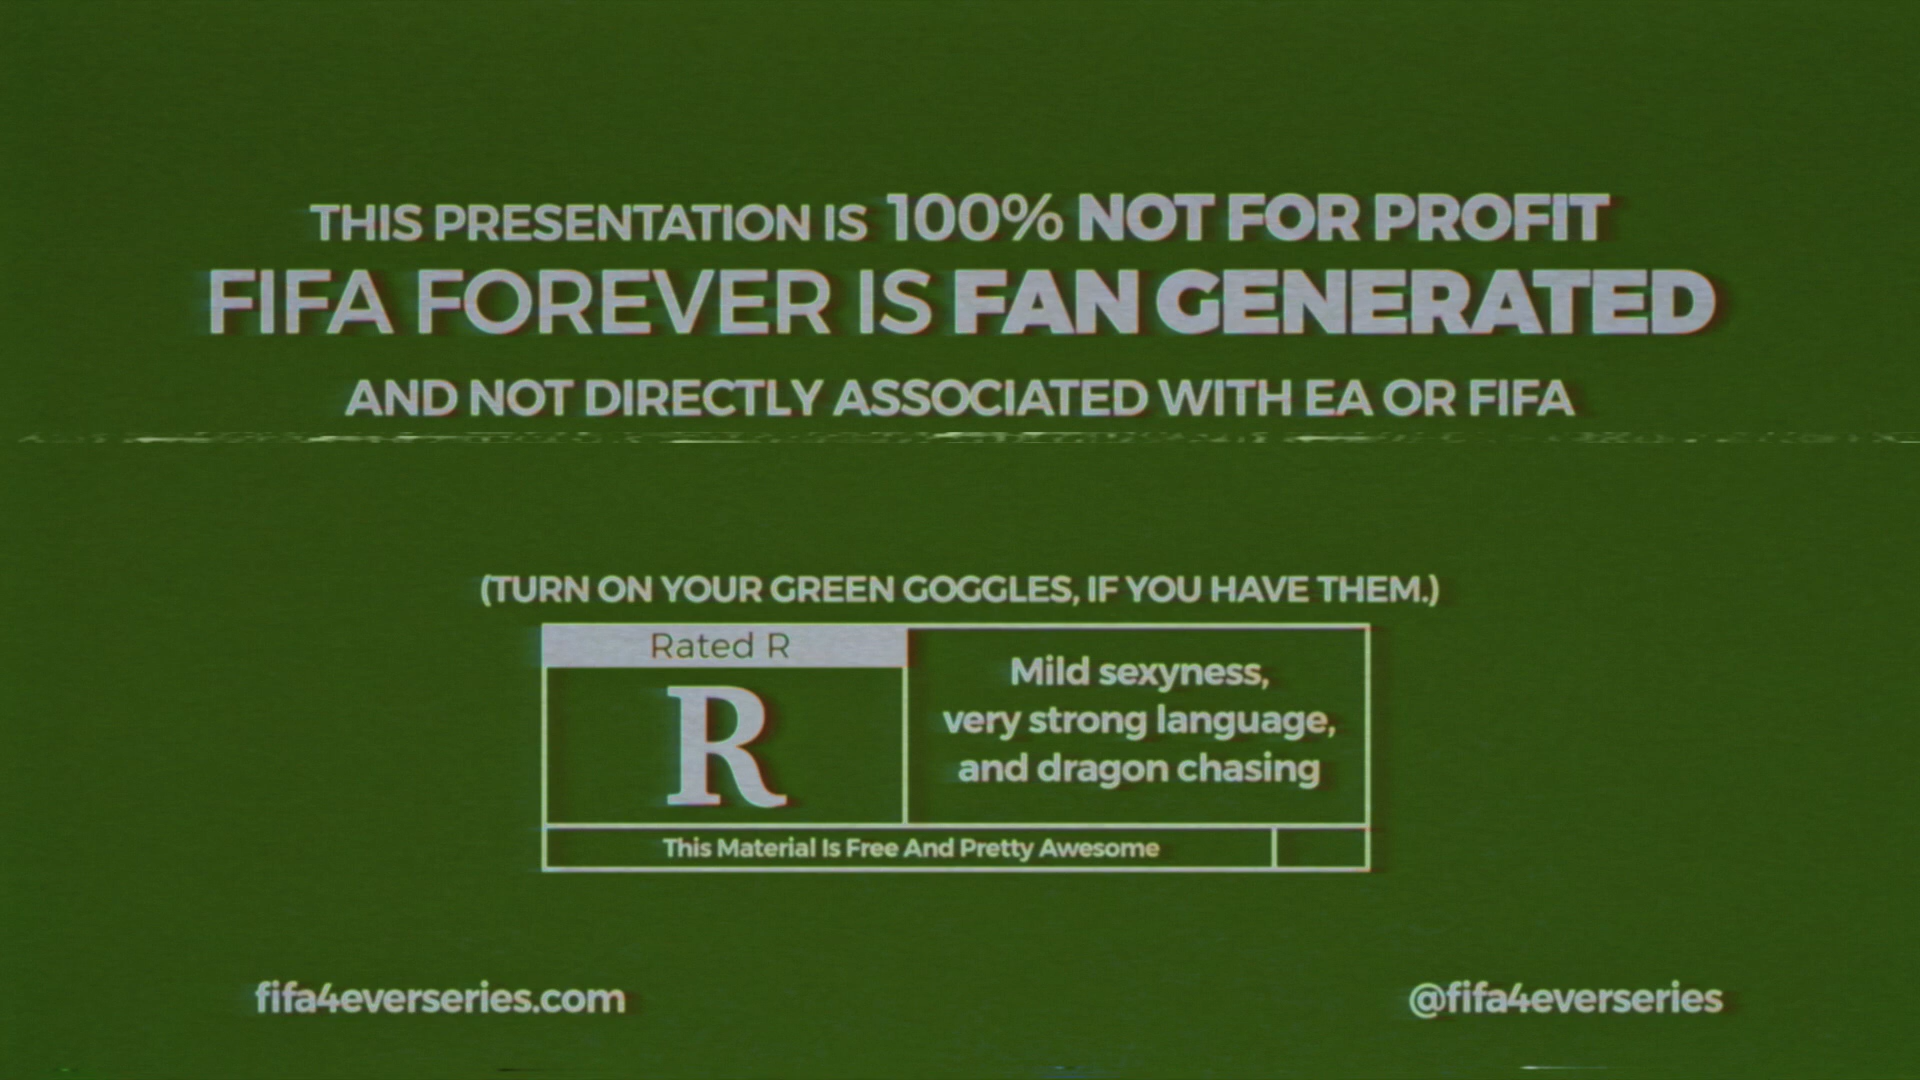 THIS PRESENTATION IS 100% NOT FOR PROFIT
FIFA FOREVER IS FAN GENERATED
AND NOT DIRECTLY ASSOCIATED WITH EA OR FIFA
(TURN ON YOUR GREEN GOGGLES, IF YOU HAVE THEM.)
Rated R
R
Mild sexyness,
very strong language,
and dragon chasing
This Material Is Free And Pretty Awesome
fifa4everseries.com
@fifa4everseries